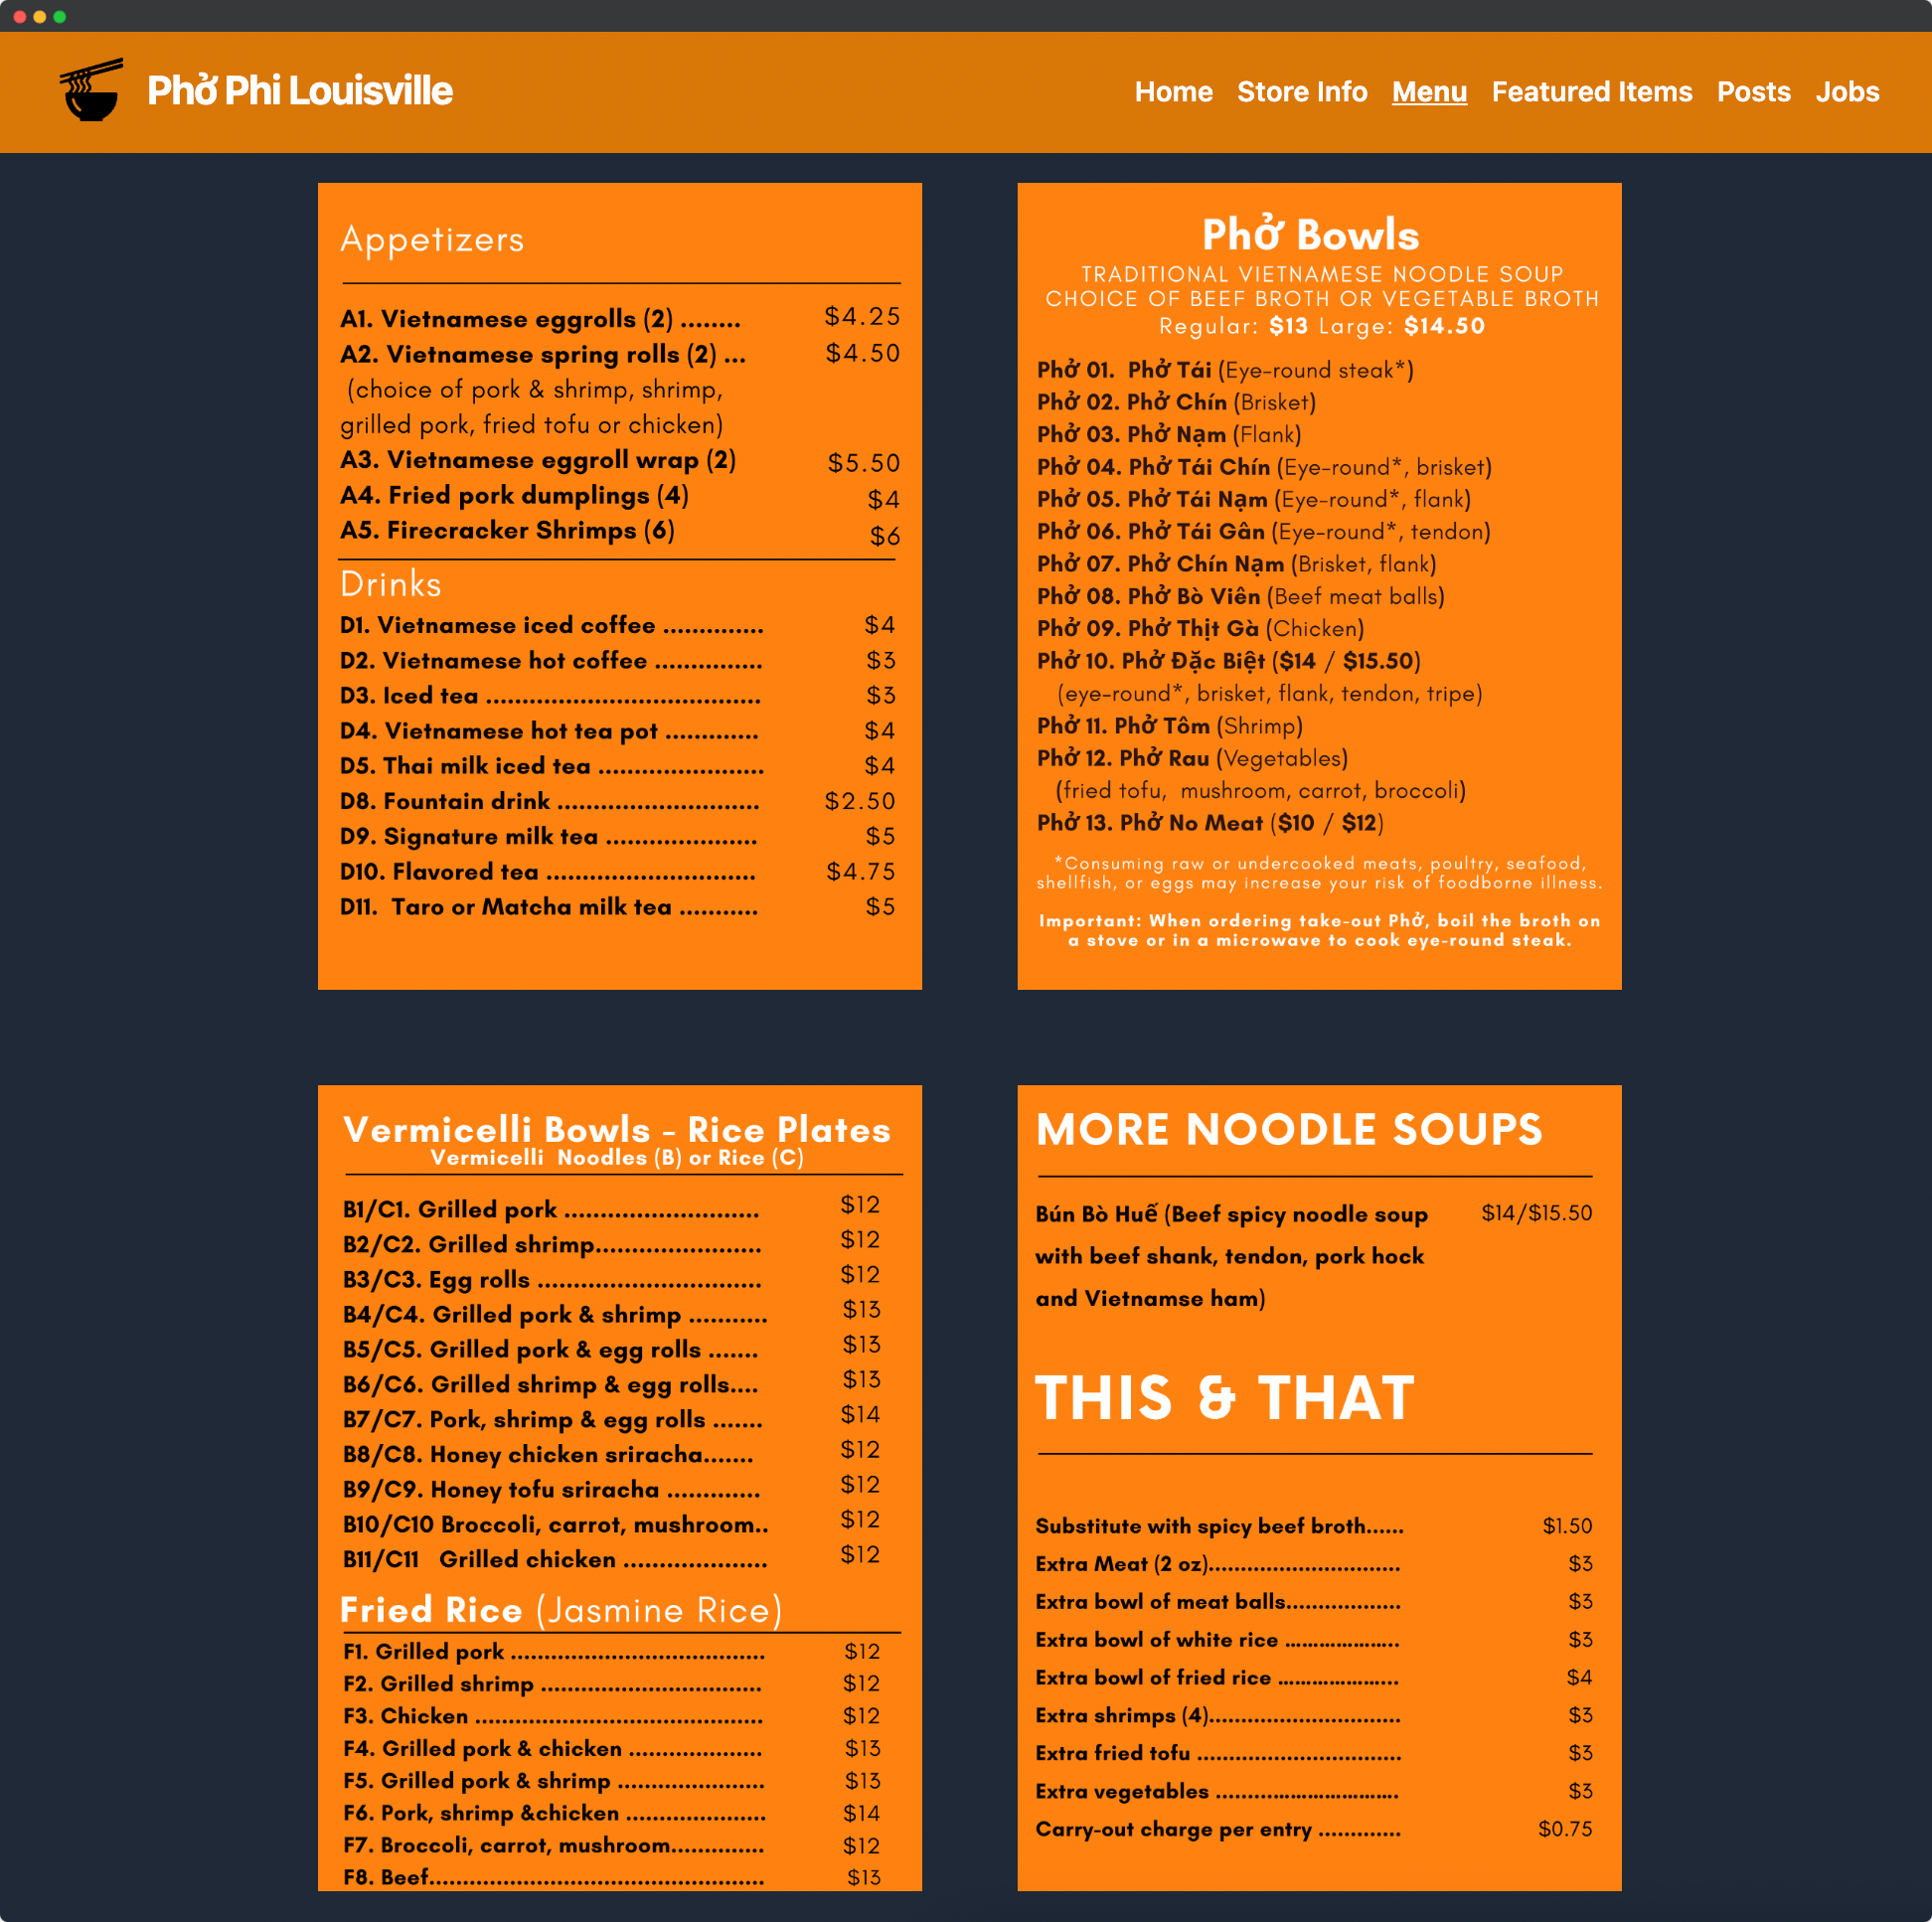 Phở Phi Louisville
Home Store Info Menu Featured Items Posts Jobs
Appetizers
A1. Vietnamese eggrolls (2) ........ $4.25
A2. Vietnamese spring rolls (2) ... $4.50
(choice of pork & shrimp, shrimp,
grilled pork, fried tofu or chicken)
A3. Vietnamese eggroll wrap (2) $5.50
A4. Fried pork dumplings (4) $4
A5. Firecracker Shrimps (6) $6
Drinks
D1. Vietnamese iced coffee .............. $4
D2. Vietnamese hot coffee ............... $3
D3. Iced tea ...................................... $3
D4. Vietnamese hot tea pot ............. $4
D5. Thai milk iced tea ....................... $4
D8. Fountain drink ............................ $2.50
D9. Signature milk tea ..................... $5
D10. Flavored tea ............................. $4.75
D11. Taro or Matcha milk tea ........... $5
Phở Bowls
TRADITIONAL VIETNAMESE NOODLE SOUP
CHOICE OF BEEF BROTH OR VEGETABLE BROTH
Regular: $13 Large: $14.50
Phở 01. Phở Tái (Eye-round steak*)
Phở 02. Phở Chín (Brisket)
Phở 03. Phở Nạm (Flank)
Phở 04. Phở Tái Chín (Eye-round*, brisket)
Phở 05. Phở Tái Nạm (Eye-round*, flank)
Phở 06. Phở Tái Gân (Eye-round*, tendon)
Phở 07. Phở Chín Nạm (Brisket, flank)
Phở 08. Phở Bò Viên (Beef meat balls)
Phở 09. Phở Thịt Gà (Chicken)
Phở 10. Phở Đặc Biệt ($14 / $15.50)
(eye-round*, brisket, flank, tendon, tripe)
Phở 11. Phở Tôm (Shrimp)
Phở 12. Phở Rau (Vegetables)
(fried tofu, mushroom, carrot, broccoli)
Phở 13. Phở No Meat ($10 / $12)
*Consuming raw or undercooked meats, poultry, seafood,
shellfish, or eggs may increase your risk of foodborne illness.
Important: When ordering take-out Phở, boil the broth on
a stove or in a microwave to cook eye-round steak.
Vermicelli Bowls - Rice Plates
Vermicelli Noodles (B) or Rice (C)
B1/C1. Grilled pork ........................... $12
B2/C2. Grilled shrimp....................... $12
B3/C3. Egg rolls ............................... $12
B4/C4. Grilled pork & shrimp ........... $13
B5/C5. Grilled pork & egg rolls ....... $13
B6/C6. Grilled shrimp & egg rolls.... $13
B7/C7. Pork, shrimp & egg rolls ....... $14
B8/C8. Honey chicken sriracha....... $12
B9/C9. Honey tofu sriracha ............. $12
B10/C10 Broccoli, carrot, mushroom.. $12
B11/C11 Grilled chicken .................... $12
Fried Rice (Jasmine Rice)
F1. Grilled pork ...................................... $12
F2. Grilled shrimp ................................. $12
F3. Chicken ........................................... $12
F4. Grilled pork & chicken .................... $13
F5. Grilled pork & shrimp ...................... $13
F6. Pork, shrimp &chicken ..................... $14
F7. Broccoli, carrot, mushroom.............. $12
F8. Beef.................................................. $13
MORE NOODLE SOUPS
Bún Bò Huế (Beef spicy noodle soup $14/$15.50
with beef shank, tendon, pork hock
and Vietnamse ham)
THIS & THAT
Substitute with spicy beef broth...... $1.50
Extra Meat (2 oz)............................. $3
Extra bowl of meat balls.................. $3
Extra bowl of white rice .................. $3
Extra bowl of fried rice ................... $4
Extra shrimps (4)............................. $3
Extra fried tofu ................................ $3
Extra vegetables ............................. $3
Carry-out charge per entry ............. $0.75